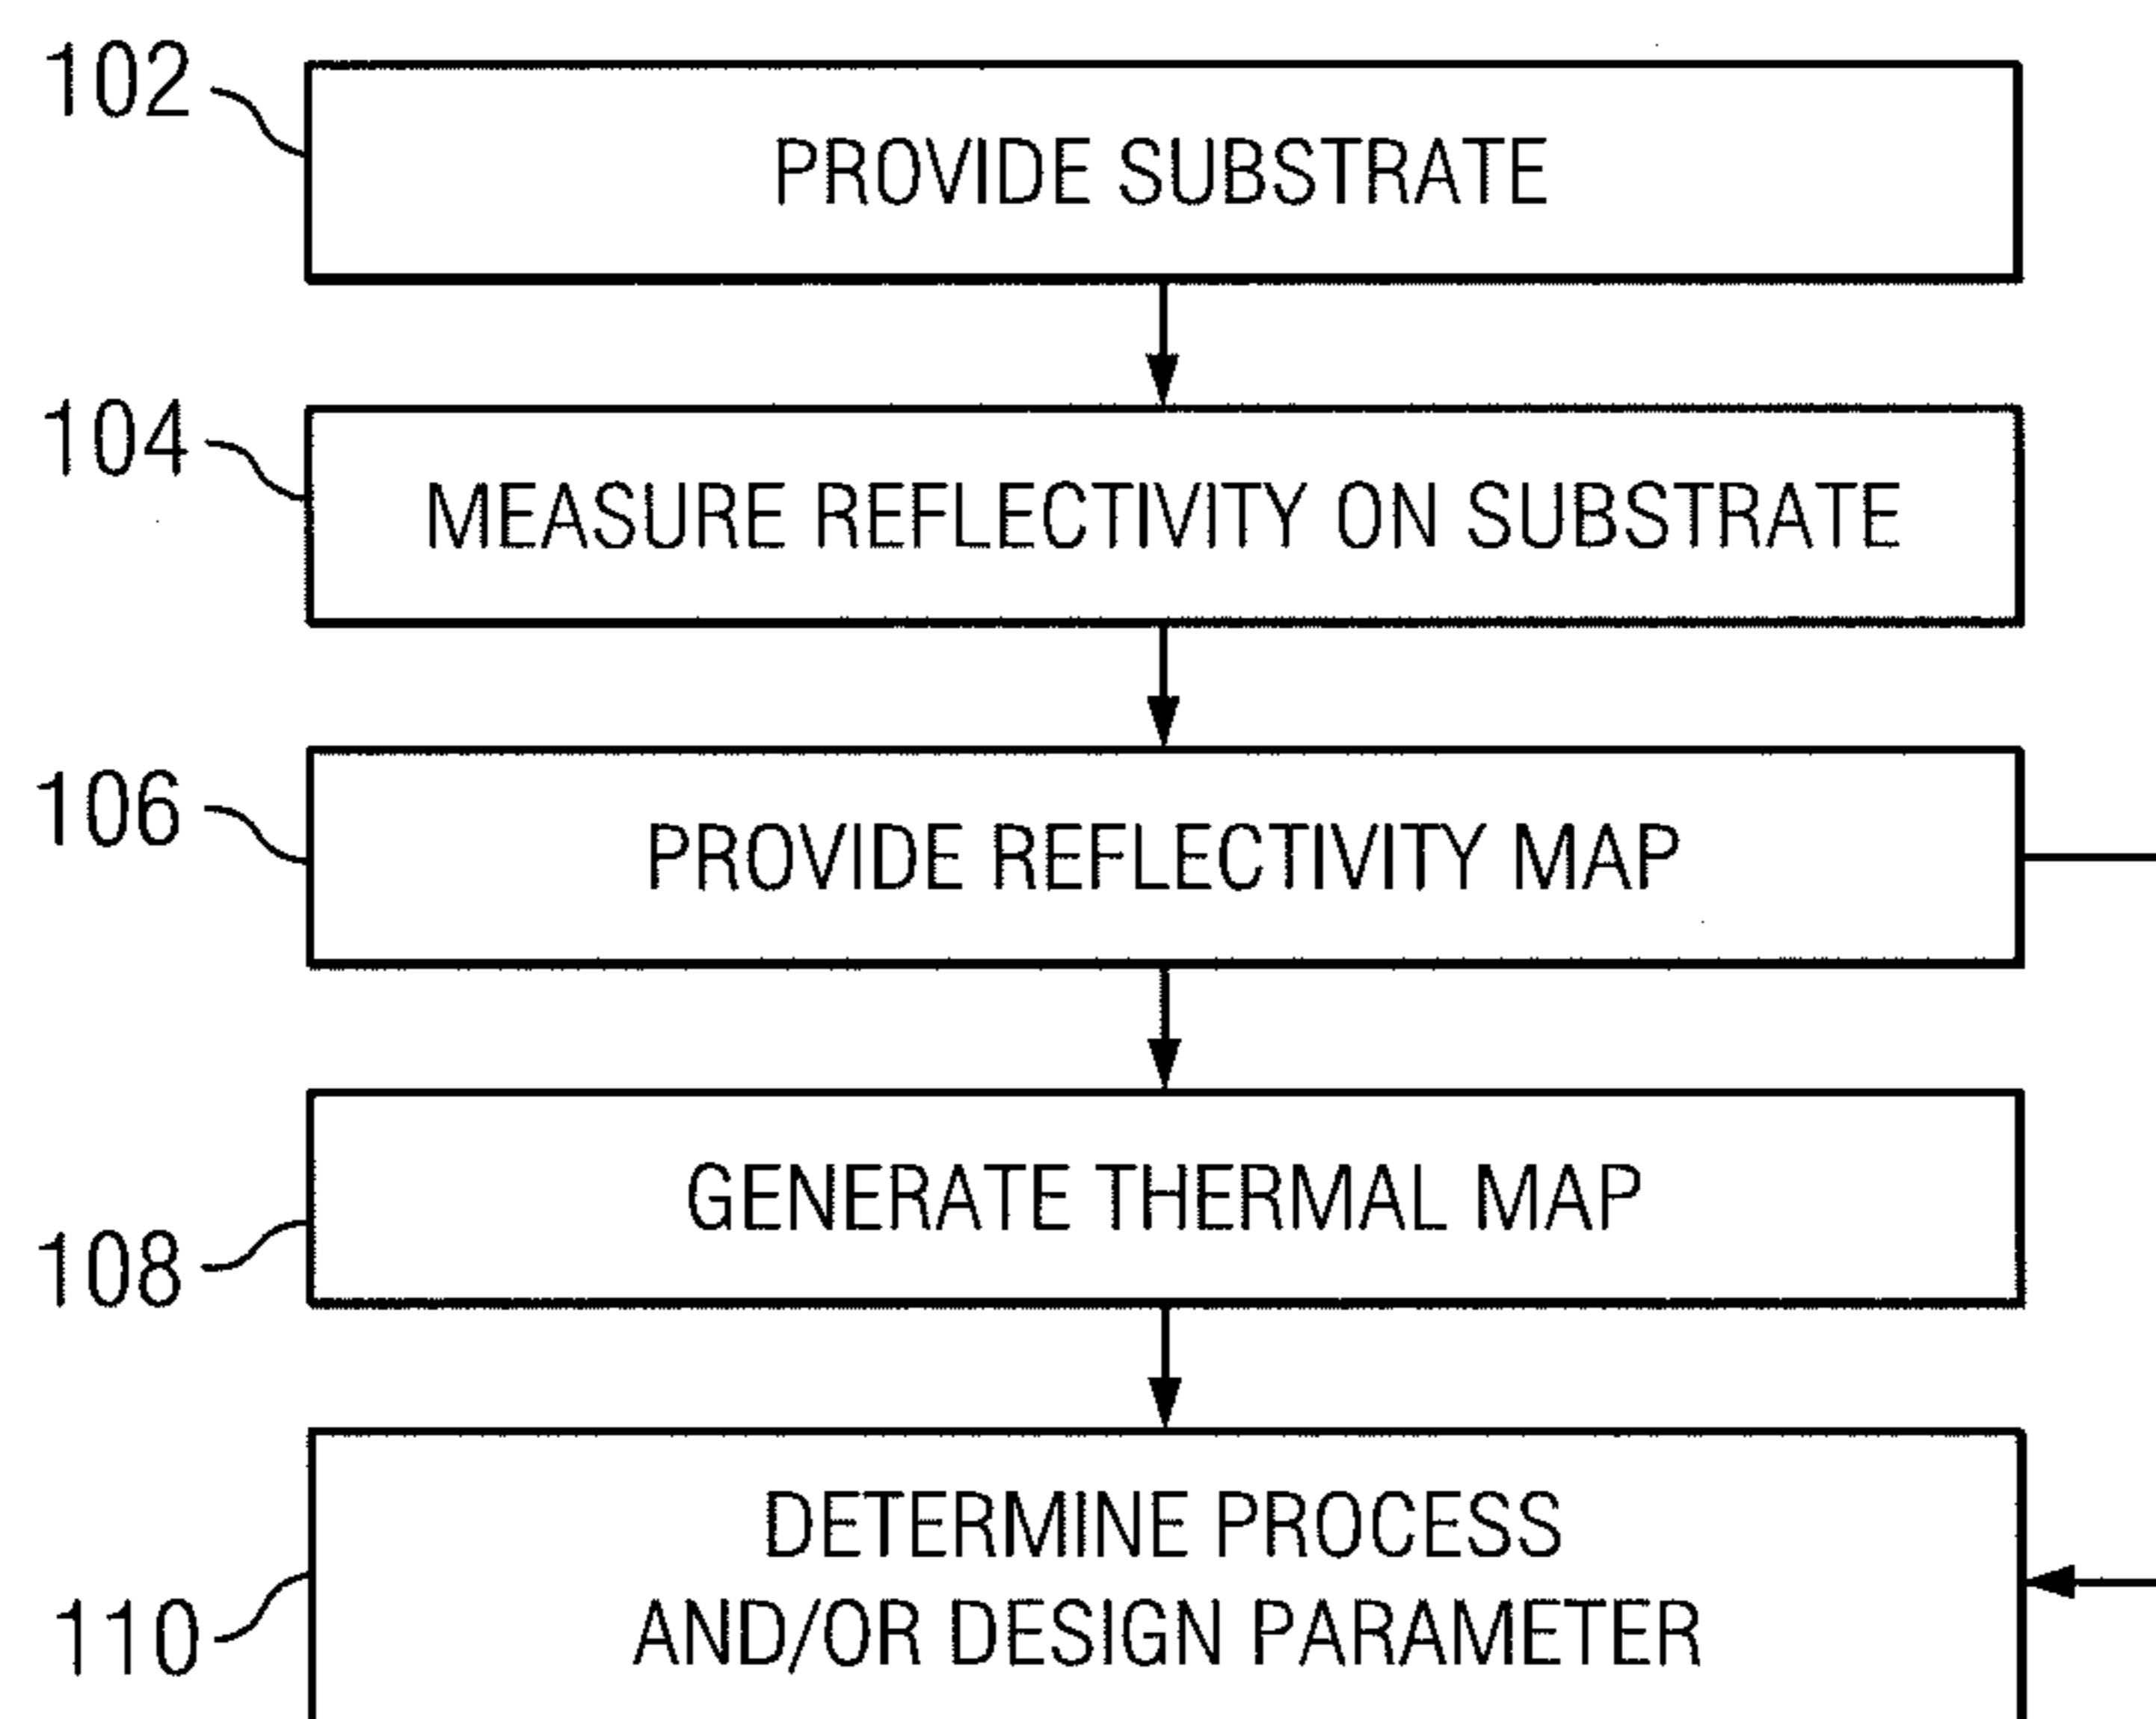 102
PROVIDE SUBSTRATE
104
MEASURE REFLECTIVITY ON SUBSTRATE
106
PROVIDE REFLECTIVITY MAP
GENERATE THERMAL MAP
108
DETERMINE PROCESS
AND/OR DESIGN PARAMETER
110